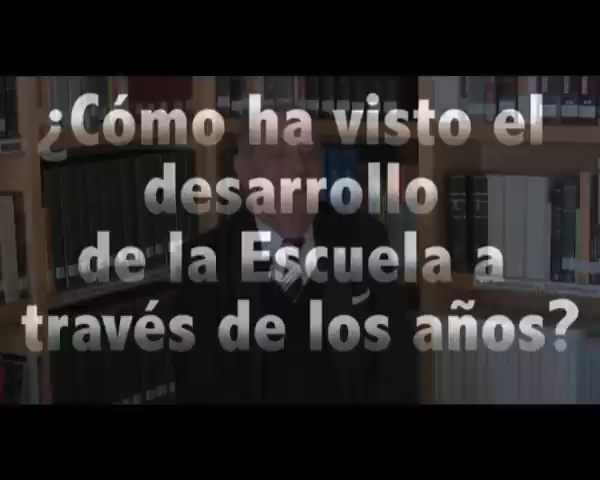 ¿Cómo ha visto el
desarrollo
de la Escuela a
través de los años?